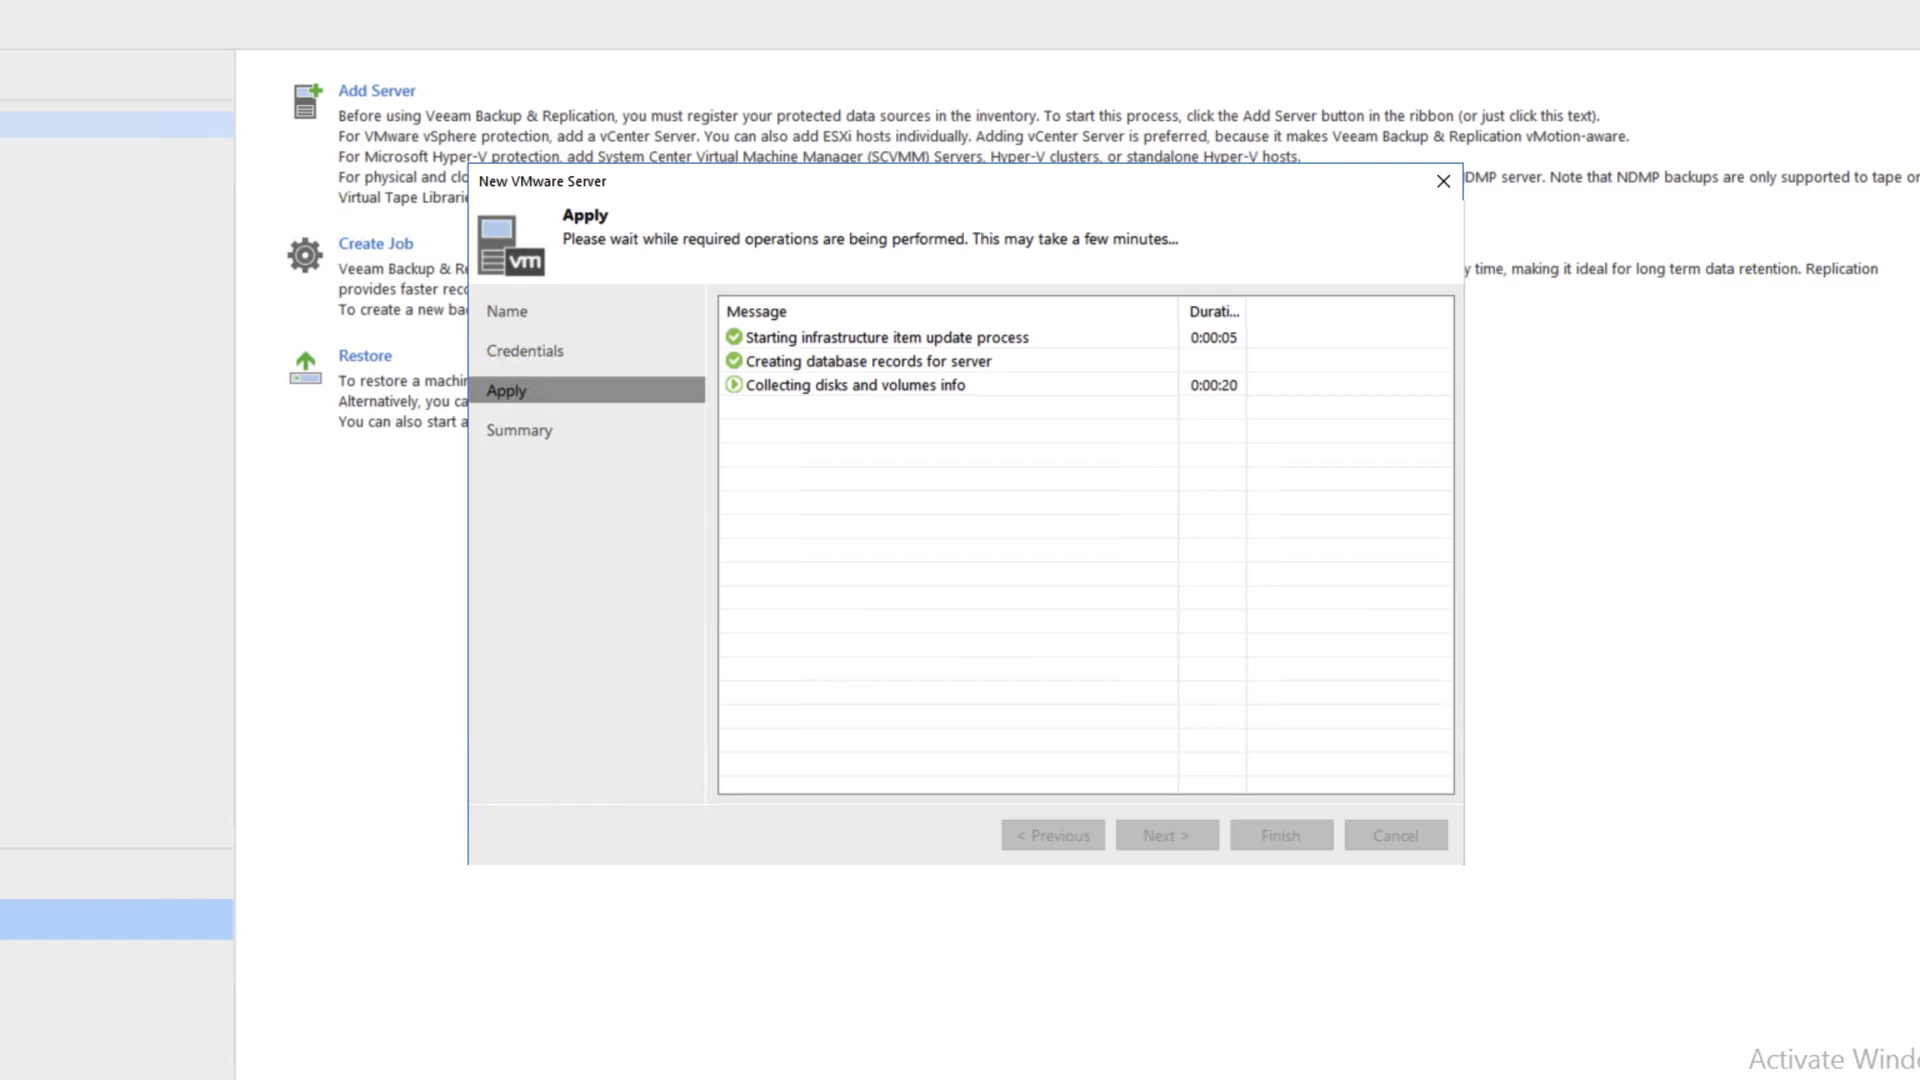 Add Server
Before using Veeam Backup & Replication, you must register your protected data sources in the inventory. To start this process, click the Add Server button in the ribbon (or just click this text).
For VMware vSphere protection, add a vCenter Server. You can also add ESXi hosts individually. Adding vCenter Server is preferred, because it makes Veeam Backup & Replication vMotion-aware.
For Microsoft Hyper-V protection, add System Center Virtual Machine Manager (SCVMM) Servers, Hyper-V clusters, or standalone Hyper-V hosts.
For physical and clo
DMP server. Note that NDMP backups are only supported to tape or
Virtual Tape Librarie
Create Job
Veeam Backup & Re
y time, making it ideal for long term data retention. Replication
provides faster reco
To create a new bac
Restore
To restore a machin
Alternatively, you ca
You can also start a
New VMware Server
Apply
Please wait while required operations are being performed. This may take a few minutes...
vm
Name
Credentials
Apply
Summary
Message Durati...
Starting infrastructure item update process 0:00:05
Creating database records for server
Collecting disks and volumes info 0:00:20
< Previous Next > Finish Cancel
Activate Windo